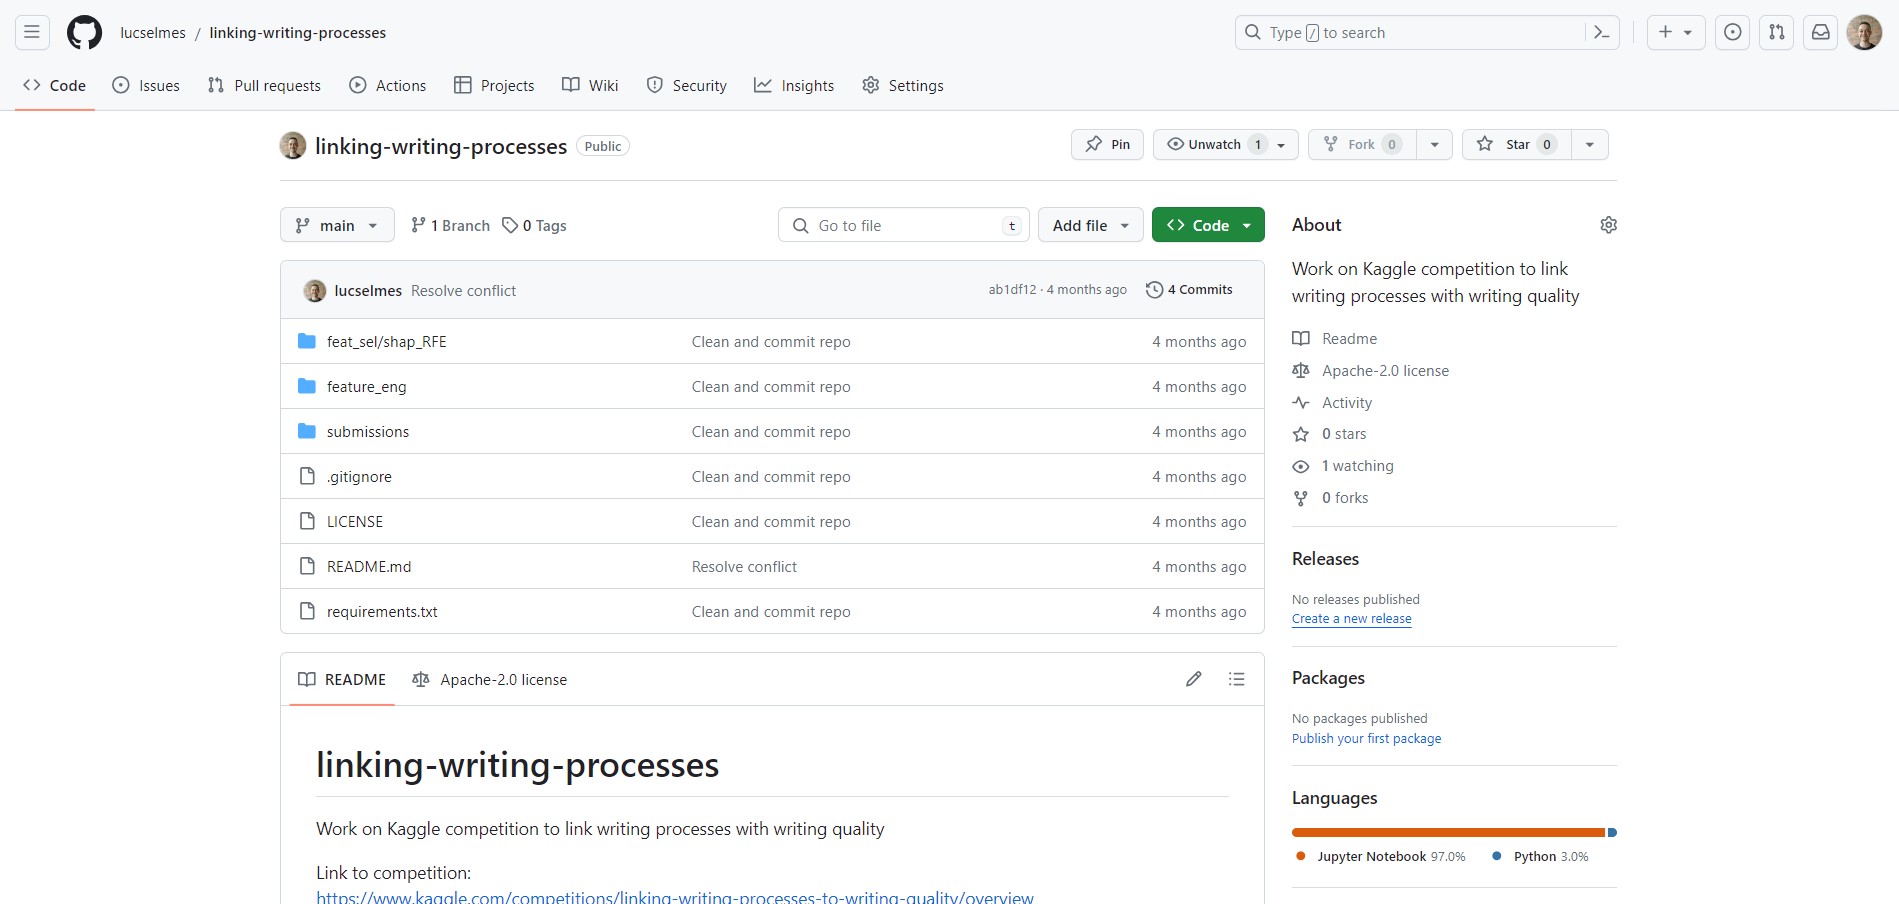 lucselmes / linking-writing-processes
Type / to search
Code Issues Pull requests Actions Projects Wiki Security Insights Settings
linking-writing-processes Public
Pin Unwatch 1 Fork 0 Star 0
main 1 Branch 0 Tags Go to file t Add file Code
lucselmes Resolve conflict ab1df12 · 4 months ago 4 Commits
feat_sel/shap_RFE Clean and commit repo 4 months ago
feature_eng Clean and commit repo 4 months ago
submissions Clean and commit repo 4 months ago
.gitignore Clean and commit repo 4 months ago
LICENSE Clean and commit repo 4 months ago
README.md Resolve conflict 4 months ago
requirements.txt Clean and commit repo 4 months ago
README Apache-2.0 license
linking-writing-processes
Work on Kaggle competition to link writing processes with writing quality
Link to competition:
https://www.kaggle.com/competitions/linking-writing-processes-to-writing-quality/overview
About
Work on Kaggle competition to link
writing processes with writing quality
Readme
Apache-2.0 license
Activity
0 stars
1 watching
0 forks
Releases
No releases published
Create a new release
Packages
No packages published
Publish your first package
Languages
Jupyter Notebook 97.0% Python 3.0%